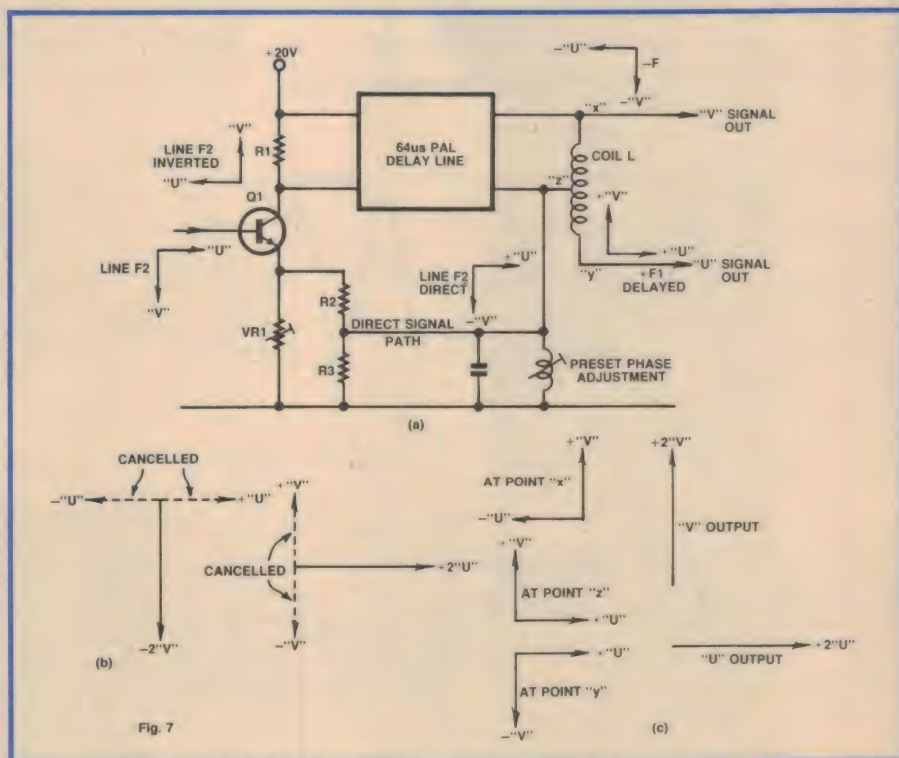 +20V
R1
LINE F2
INVERTED
"V"
"U"
Q1
LINE F2
"U"
"V"
VR1
R2
R3
64us PAL
DELAY LINE
DIRECT SIGNAL
PATH
LINE F2
DIRECT
+"U"
-"V"
-"U"
-F
-"V"
"x"
"V" SIGNAL
OUT
COIL L
"z"
+"V"
+"U"
"y"
+F1
DELAYED
"U" SIGNAL
OUT
PRESET PHASE
ADJUSTMENT
(a)
CANCELLED
-"U"
+"U"
-2"V"
(b)
+"V"
CANCELLED
-"V"
+2"U"
+"V"
AT POINT "x"
-"U"
+"V"
AT POINT "z"
+"U"
+"U"
AT POINT "y"
-"V"
+2"V"
"V" OUTPUT
+2"U"
"U" OUTPUT
(c)
Fig. 7